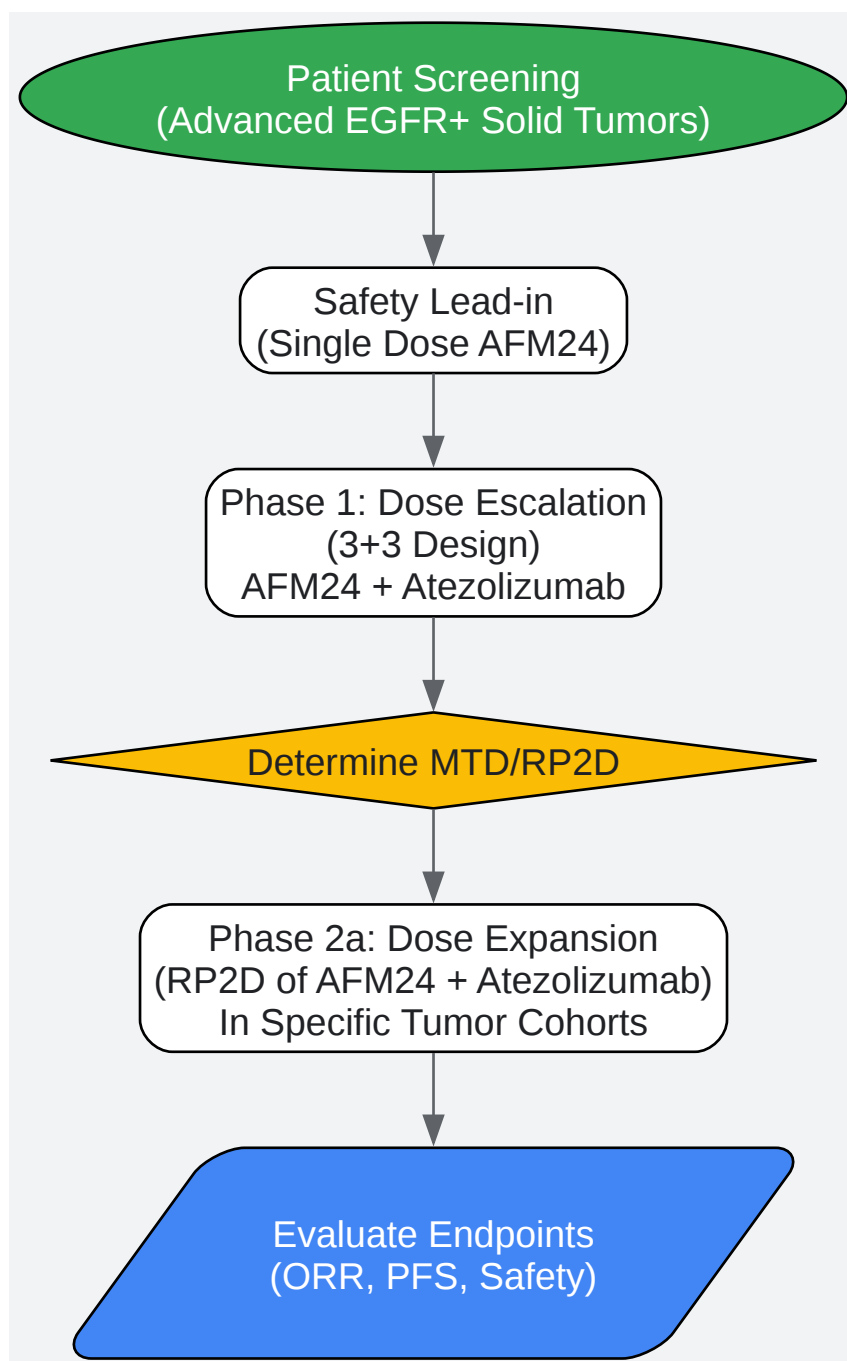 Patient Screening
(Advanced EGFR+ Solid Tumors)
Safety Lead-in
(Single Dose AFM24)
Phase 1: Dose Escalation
(3+3 Design)
AFM24 + Atezolizumab
Determine MTD/RP2D
Phase 2a: Dose Expansion
(RP2D of AFM24 + Atezolizumab)
In Specific Tumor Cohorts
Evaluate Endpoints
(ORR, PFS, Safety)